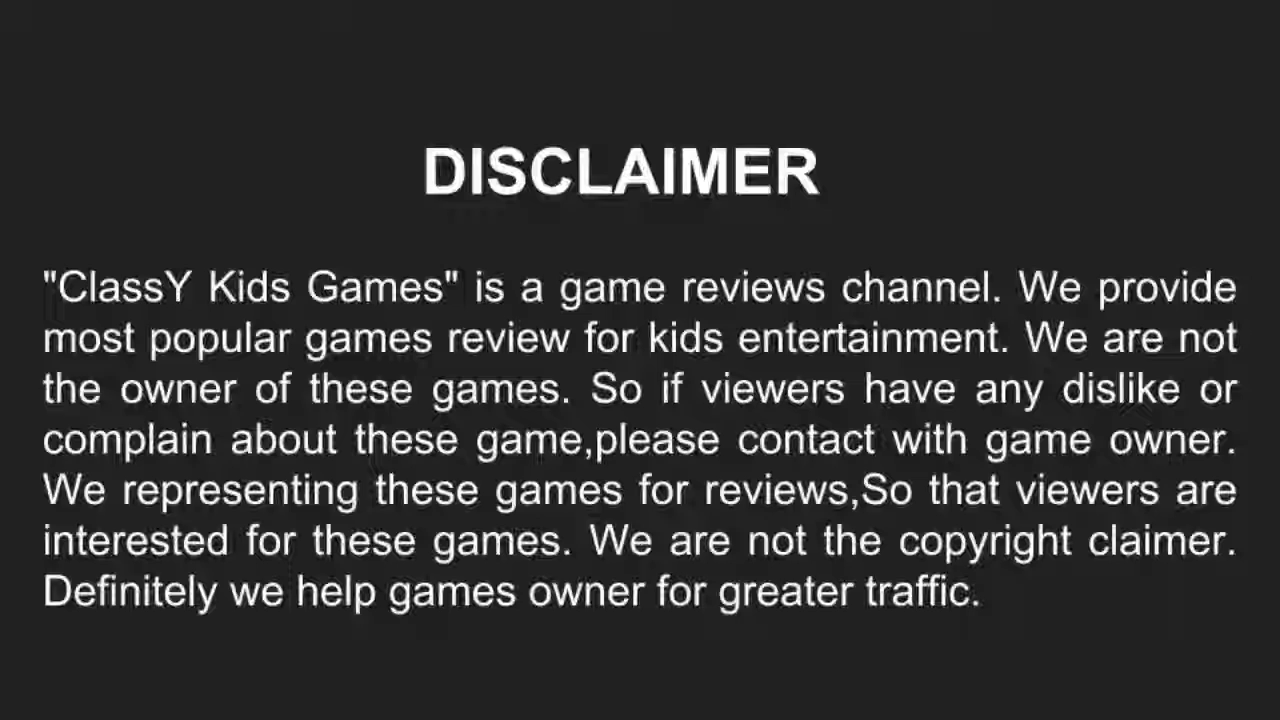 DISCLAIMER
"ClassY Kids Games" is a game reviews channel. We provide
most popular games review for kids entertainment. We are not
the owner of these games. So if viewers have any dislike or
complain about these game,please contact with game owner.
We representing these games for reviews,So that viewers are
interested for these games. We are not the copyright claimer.
Definitely we help games owner for greater traffic.